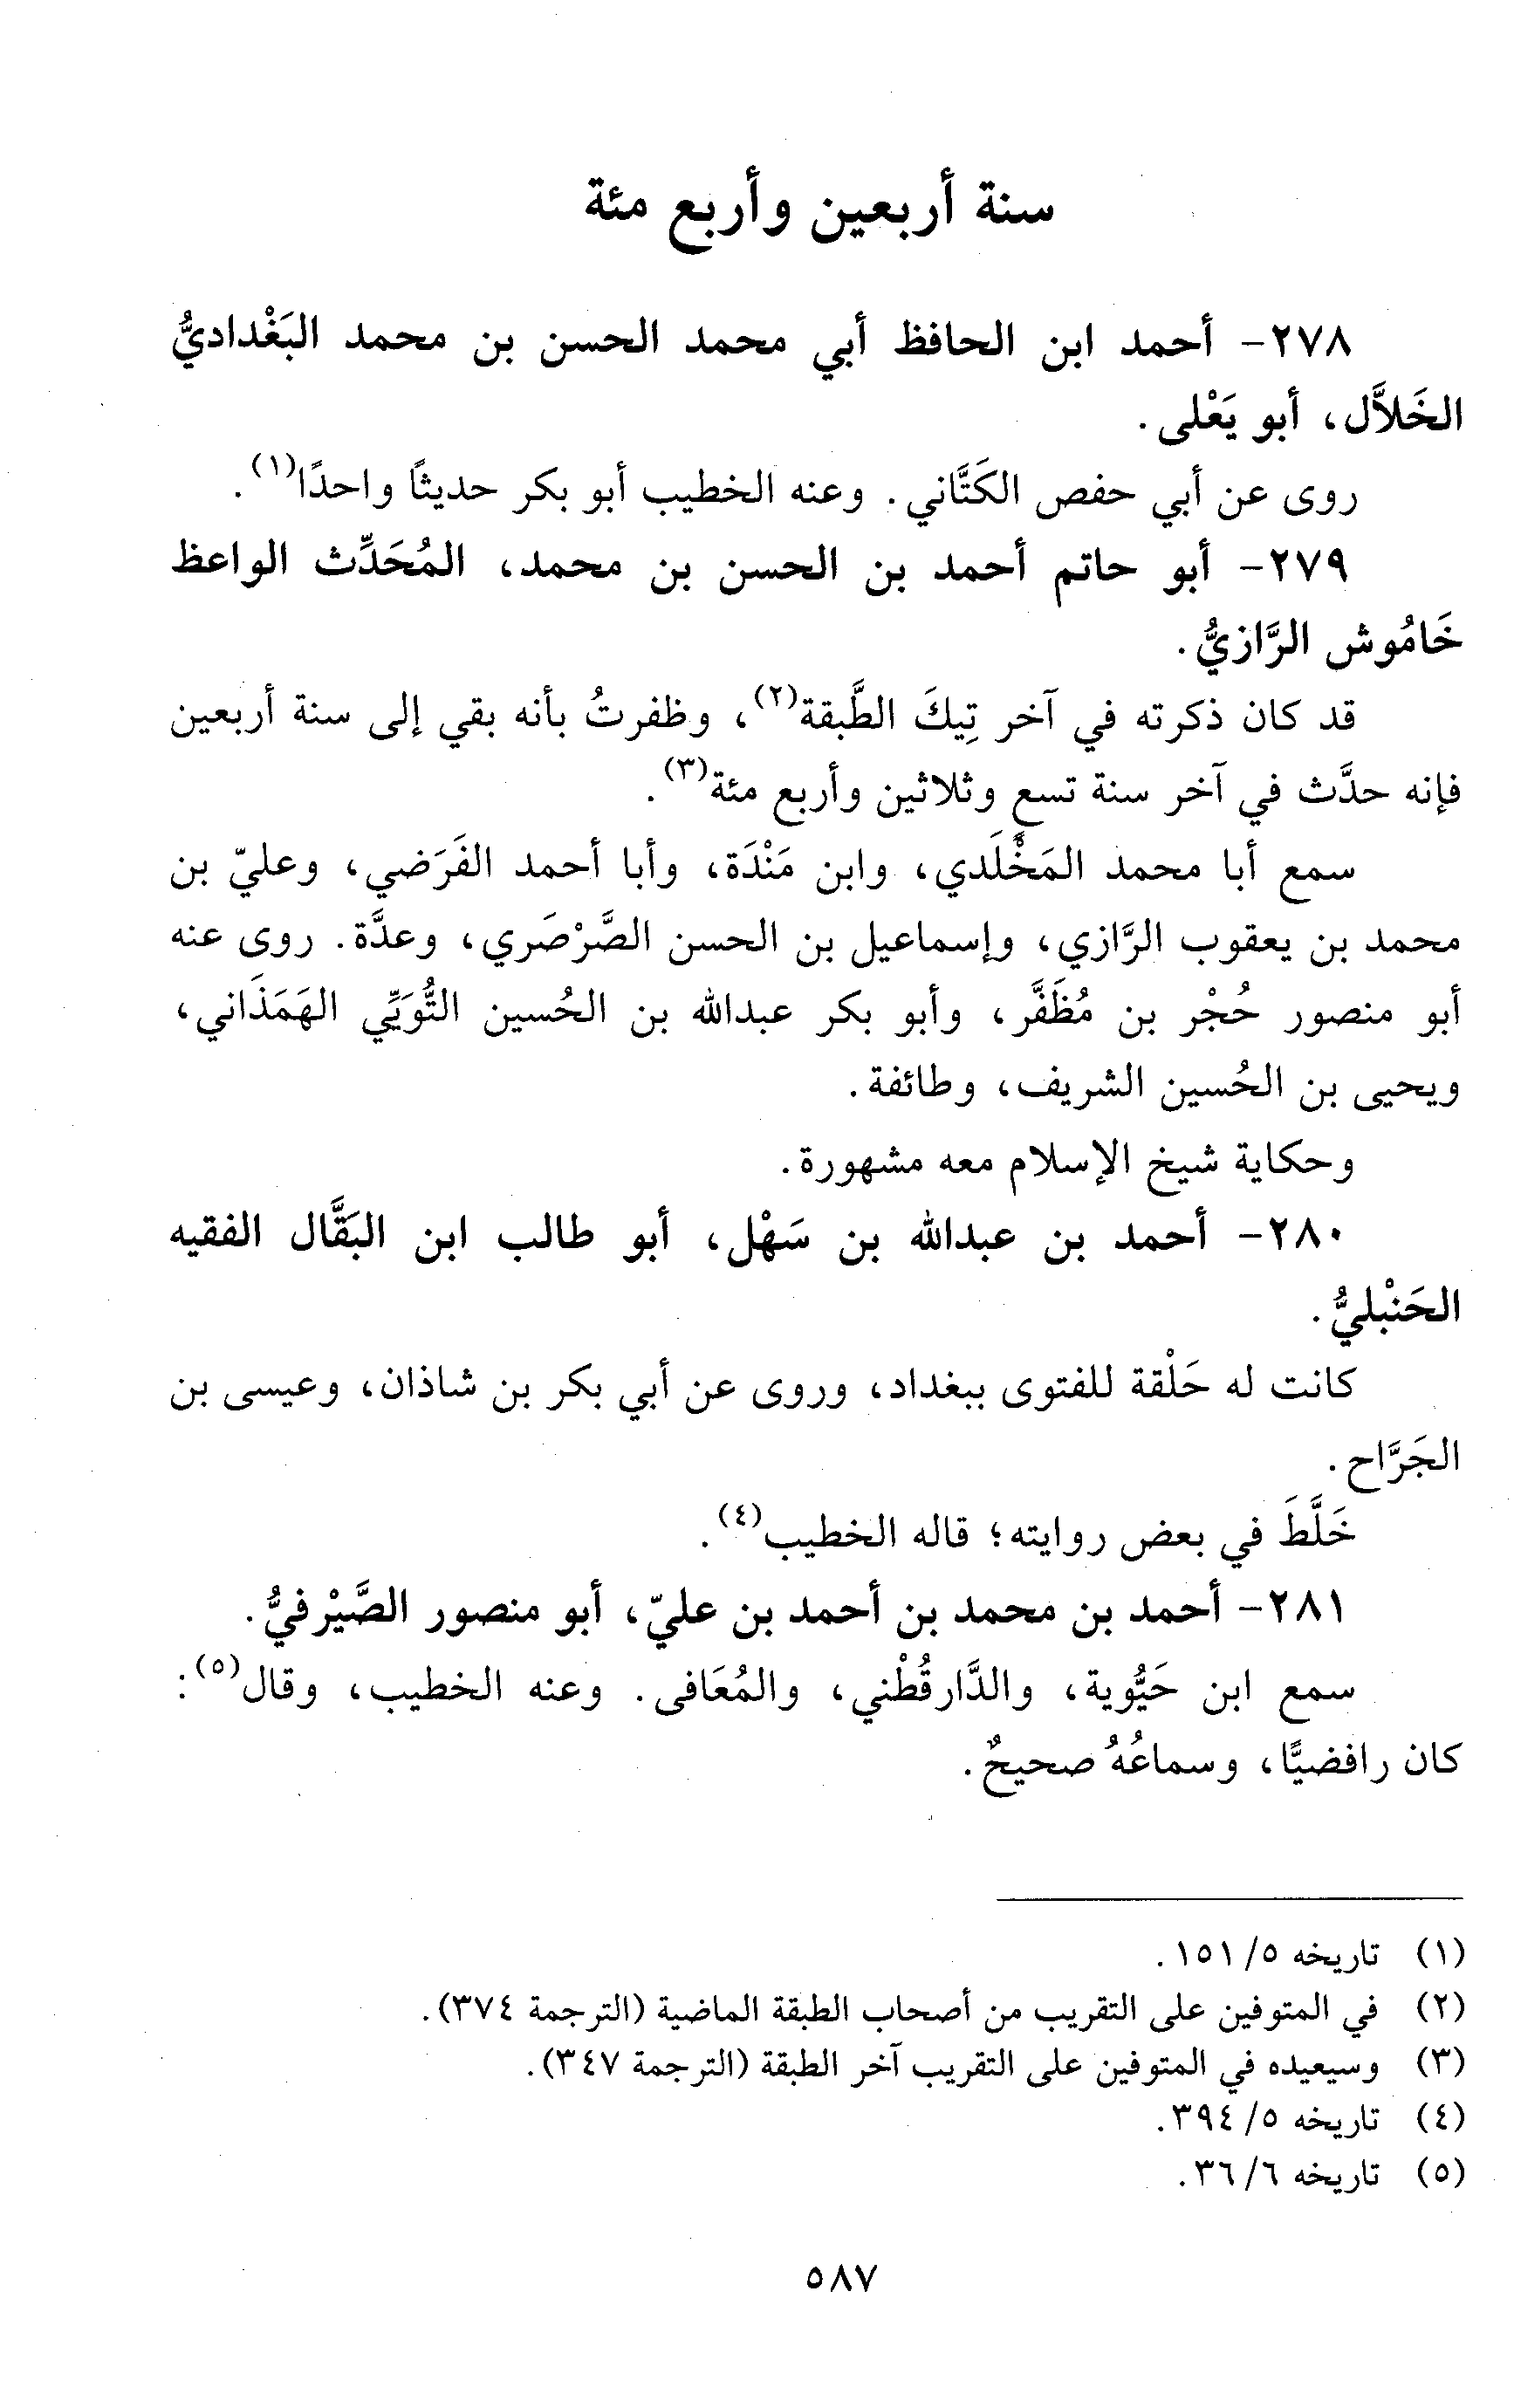 سنة أربعين وأربع مئة
٢٧٨- أحمد ابن الحافظ أبي محمد الحسن بن محمد البَغْداديُّ
الخَلاَّل، أبو يَعْلى.
روى عن أبي حفص الكَتَّاني. وعنه الخطيب أبو بكر حديثًا واحدًا(١).
٢٧٩- أبو حاتم أحمد بن الحسن بن محمد، المُحَدِّث الواعظ
خَامُوش الرَّازيُّ.
قد كان ذكرته في آخر تِيكَ الطَّبقة(٢)، وظفرتُ بأنه بقي إلى سنة أربعين
فإنه حدَّث في آخر سنة تسع وثلاثين وأربع مئة(٣).
سمع أبا محمد المَخْلَدي، وابن مَنْدَة، وأبا أحمد الفَرَضي، وعليّ بن
محمد بن يعقوب الرَّازي، وإسماعيل بن الحسن الصَّرْصَري، وعدَّة. روى عنه
أبو منصور حُجْر بن مُظَفَّر، وأبو بكر عبدالله بن الحُسين التُّوَيِّي الهَمَذَاني،
ويحيى بن الحُسين الشريف، وطائفة.
وحكاية شيخ الإسلام معه مشهورة.
٢٨٠- أحمد بن عبدالله بن سَهْل، أبو طالب ابن البَقَّال الفقيه
الحَنْبليُّ.
كانت له حَلْقة للفتوى ببغداد، وروى عن أبي بكر بن شاذان، وعيسى بن
الجَرَّاح.
خَلَّطَ في بعض روايته؛ قاله الخطيب(٤).
٢٨١- أحمد بن محمد بن أحمد بن عليّ، أبو منصور الصَّيْرفيُّ.
سمع ابن حَيُّوية، والدَّارقُطْني، والمُعَافى. وعنه الخطيب، وقال(٥):
كان رافضيًّا، وسماعُهُ صحيحٌ.
(١) تاريخه ٥/ ١٥١.
(٢) في المتوفين على التقريب من أصحاب الطبقة الماضية (الترجمة ٣٧٤).
(٣) وسيعيده في المتوفين على التقريب آخر الطبقة (الترجمة ٣٤٧).
(٤) تاريخه ٥/ ٣٩٤.
(٥) تاريخه ٦/ ٣٦.
٥٨٧